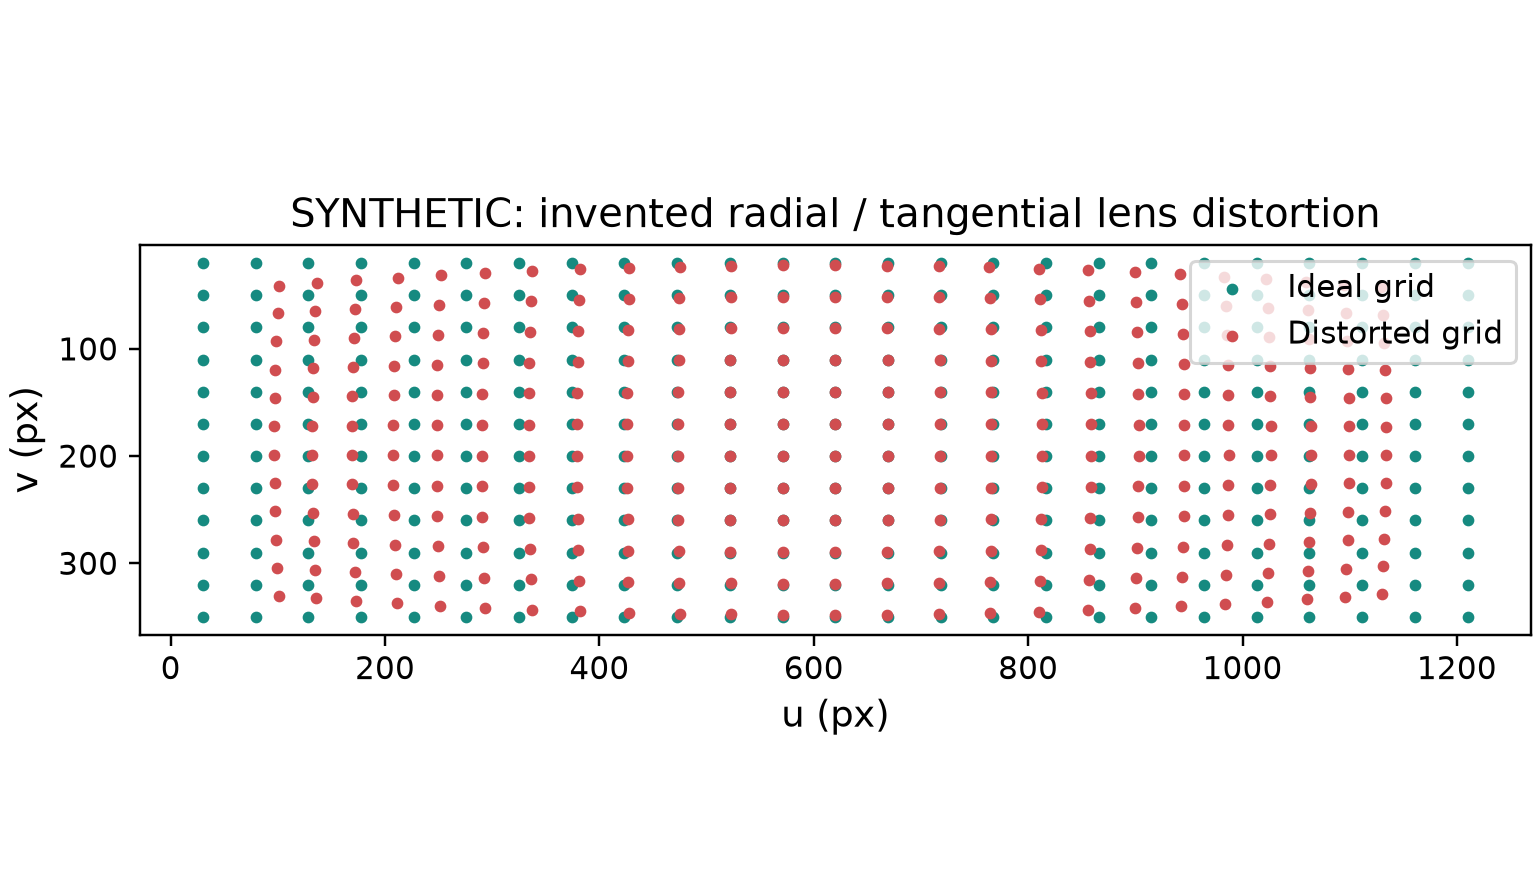 SYNTHETIC: invented radial / tangential lens distortion
Ideal grid
Distorted grid
v (px)
100
200
300
0 200 400 600 800 1000 1200
u (px)